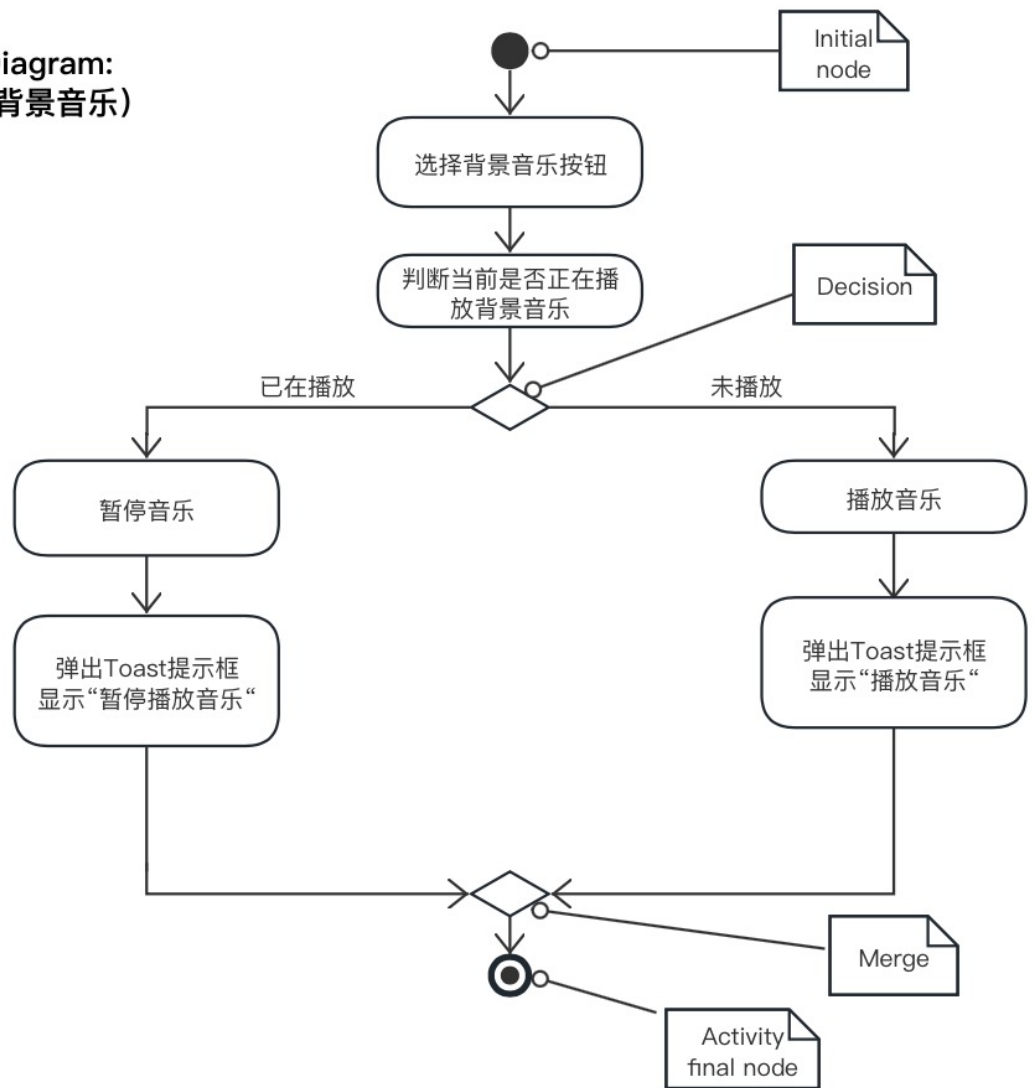 iagram:
背景音乐）
Initial
node
选择背景音乐按钮
判断当前是否正在播
放背景音乐
Decision
已在播放
未播放
暂停音乐
播放音乐
弹出Toast提示框
显示“暂停播放音乐“
弹出Toast提示框
显示“播放音乐“
Merge
Activity
final node